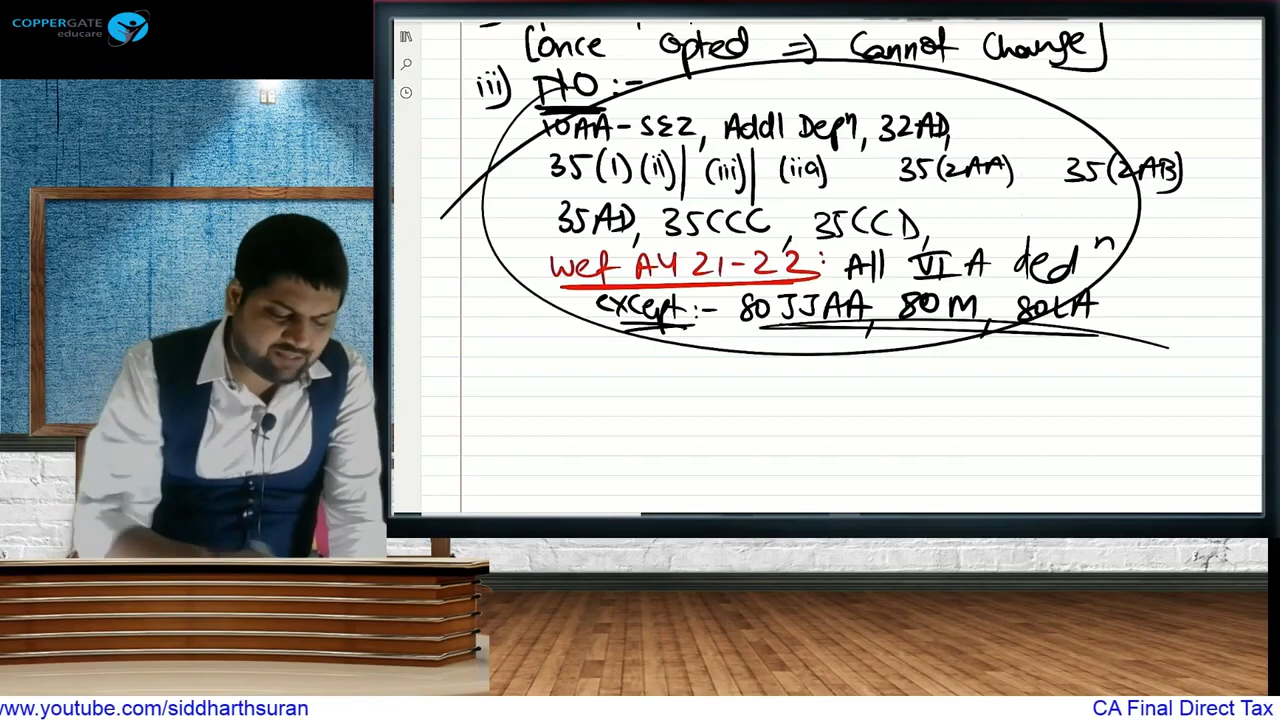 COPPERGATE
educare
[Once opted => Cannot Change]
iii) NO :-
10AA - SEZ, Addl Depⁿ, 32AD,
35(1)(ii)| (iii)| (iia) 35(2AA) 35(2AB)
35AD, 35CCC, 35CCD,
wef AY 21-22: All VI A dedⁿ
except :- 80JJAA, 80M, 80LA
www.youtube.com/siddharthsuran
CA Final Direct Tax